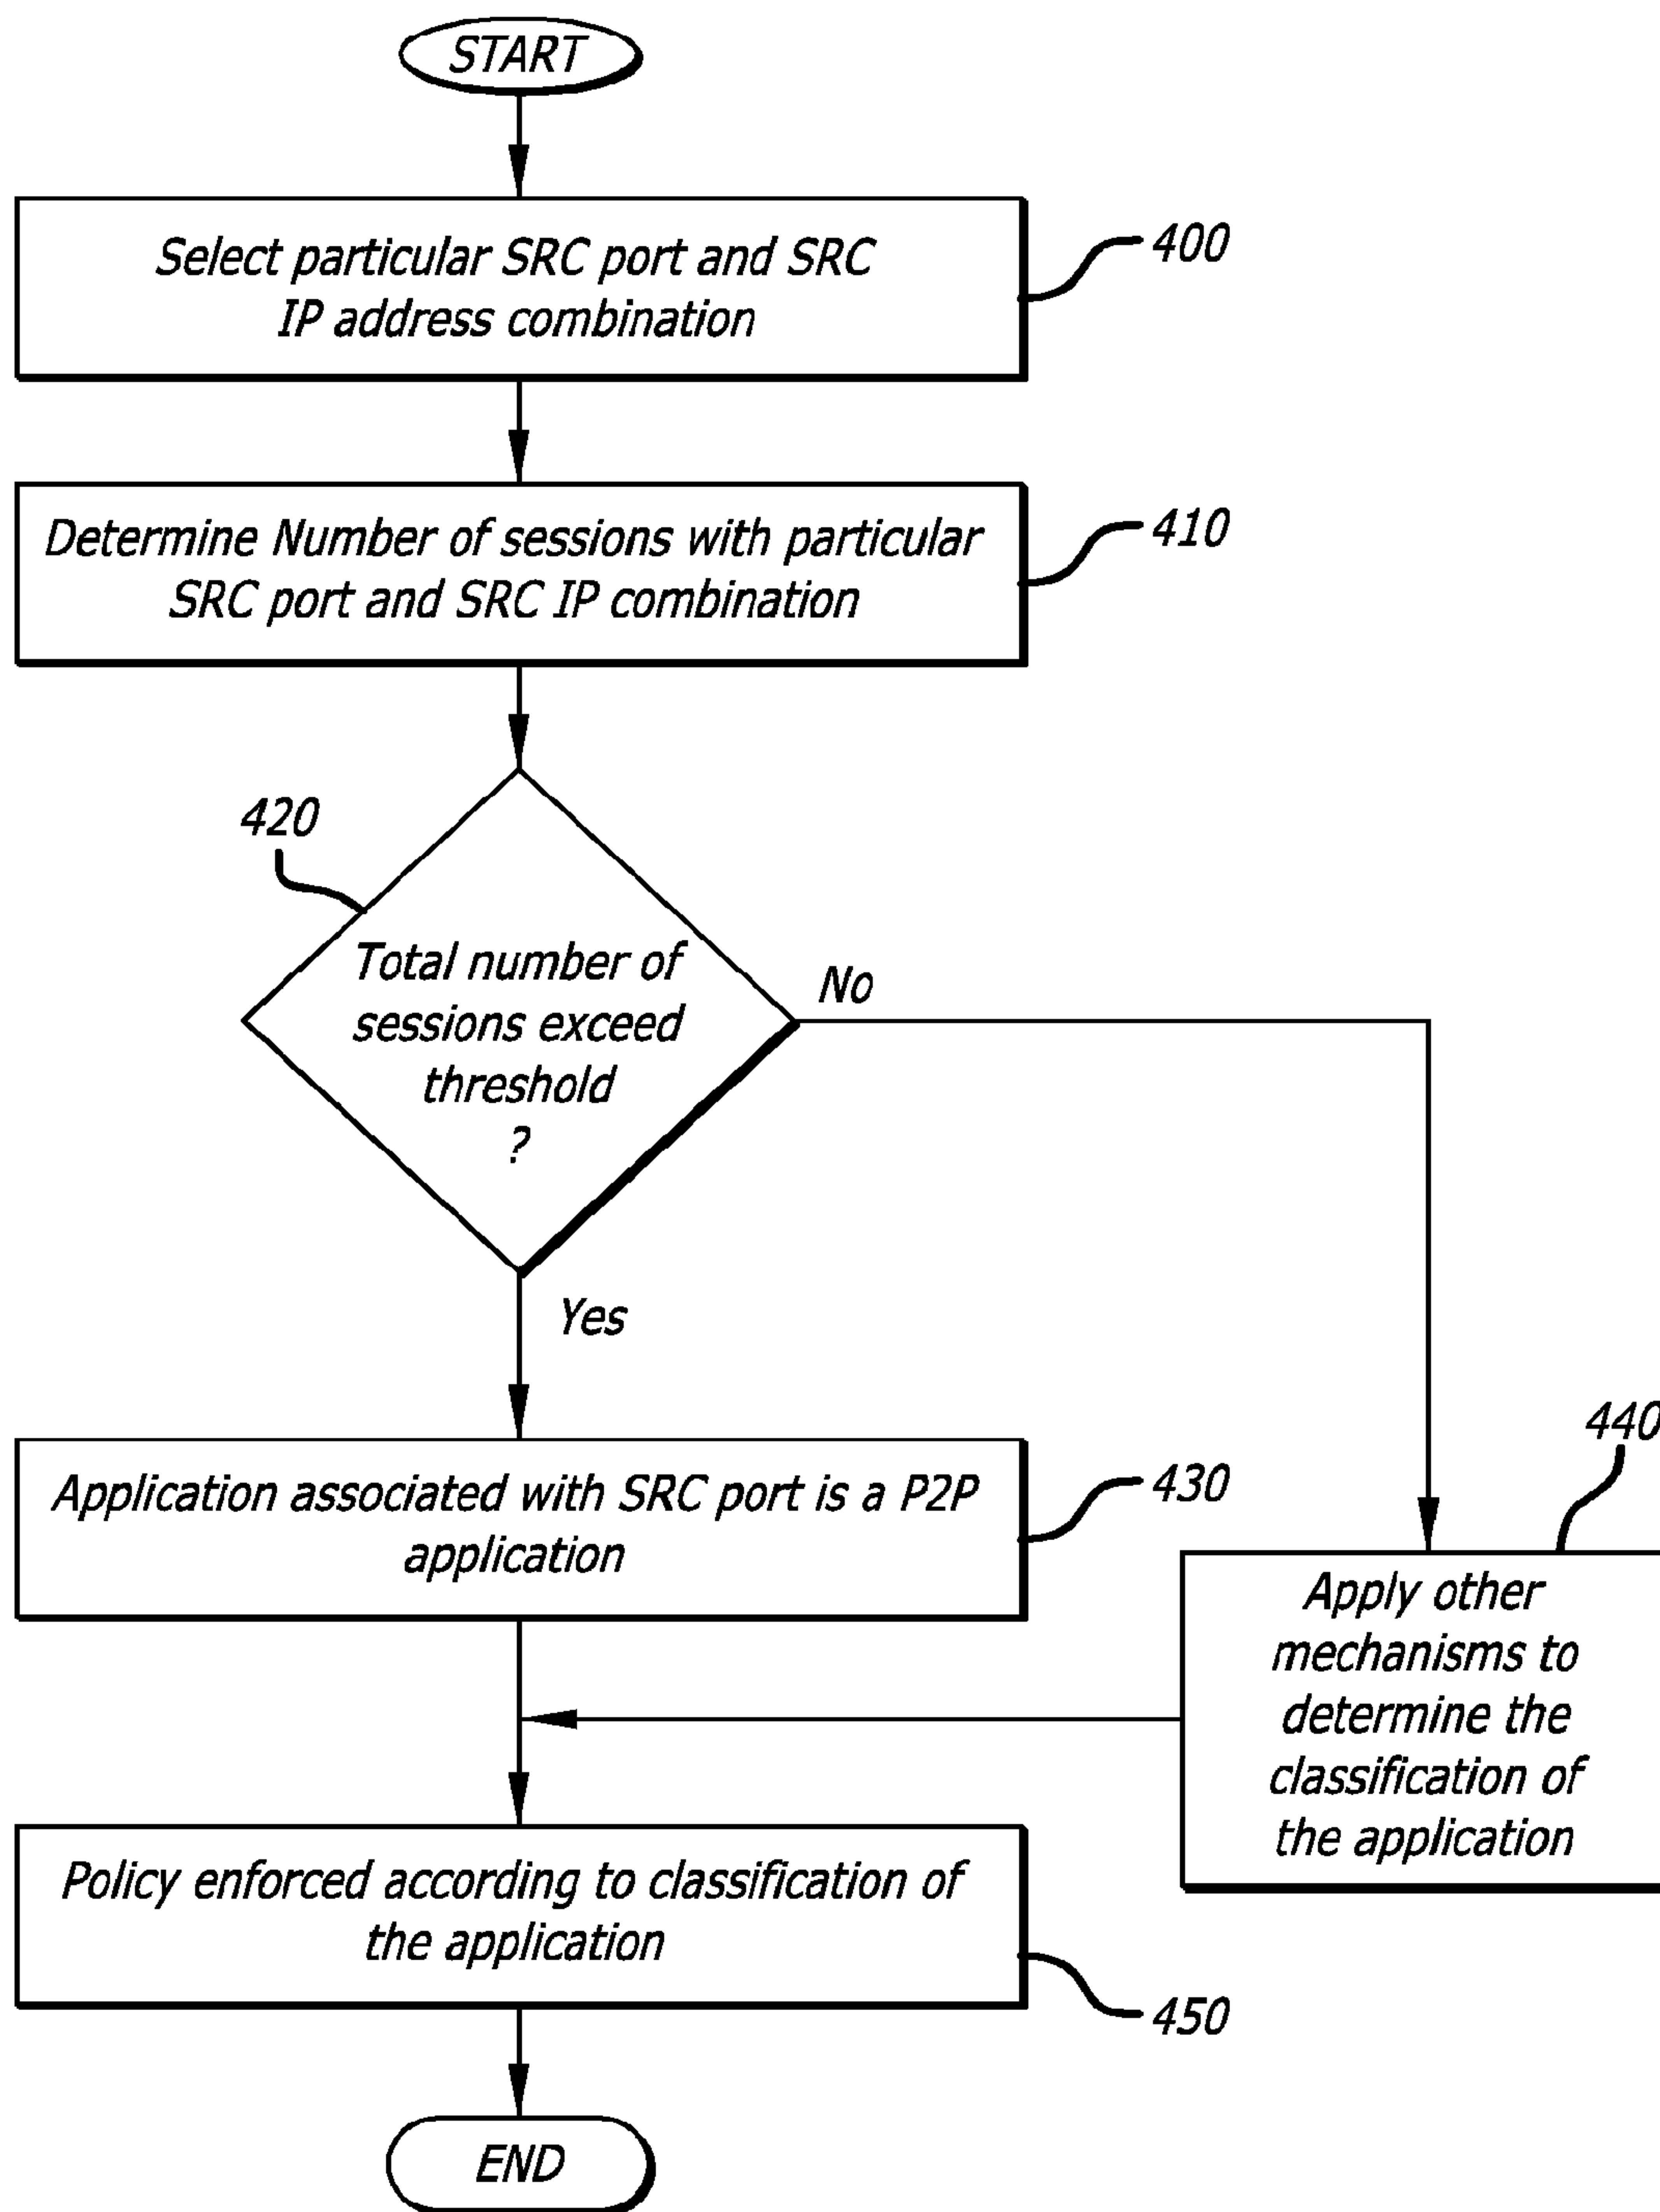 START
Select particular SRC port and SRC
IP address combination
400
Determine Number of sessions with particular
SRC port and SRC IP combination
410
420
Total number of
sessions exceed
threshold
?
No
Yes
Application associated with SRC port is a P2P
application
430
440
Apply other
mechanisms to
determine the
classification of
the application
Policy enforced according to classification of
the application
450
END